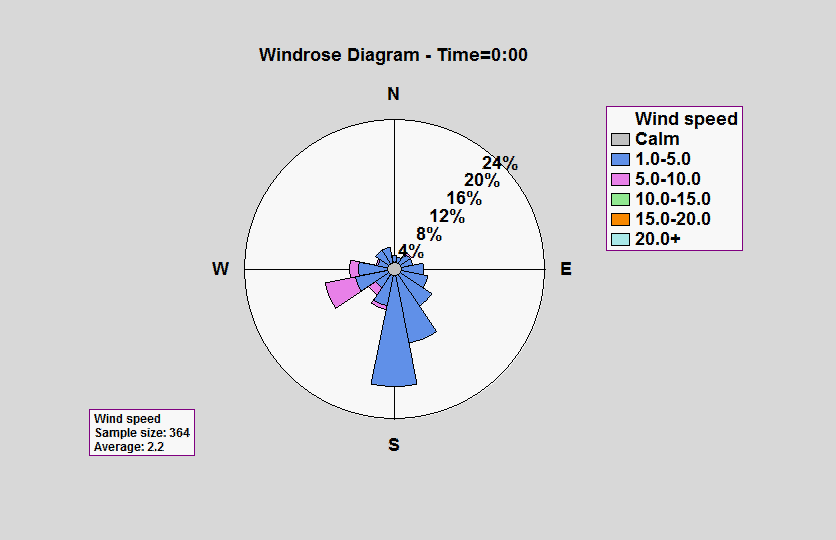 Windrose Diagram - Time=0:00
N
Wind speed
Calm
1.0-5.0
5.0-10.0
10.0-15.0
15.0-20.0
20.0+
24%
20%
16%
12%
8%
4%
W
E
S
Wind speed
Sample size: 364
Average: 2.2